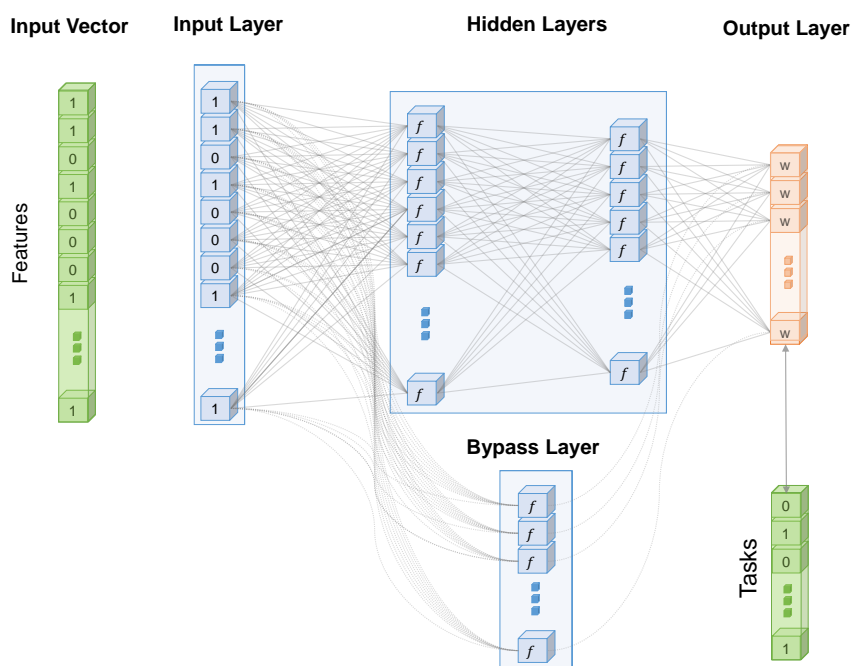 Input Vector
Input Layer
Hidden Layers
Output Layer
Features
1
1
0
1
0
0
0
1
1
1
1
0
1
0
0
0
1
1
f
f
f
f
f
f
f
f
f
f
f
f
f
w
w
w
w
Bypass Layer
f
f
f
f
Tasks
0
1
0
1